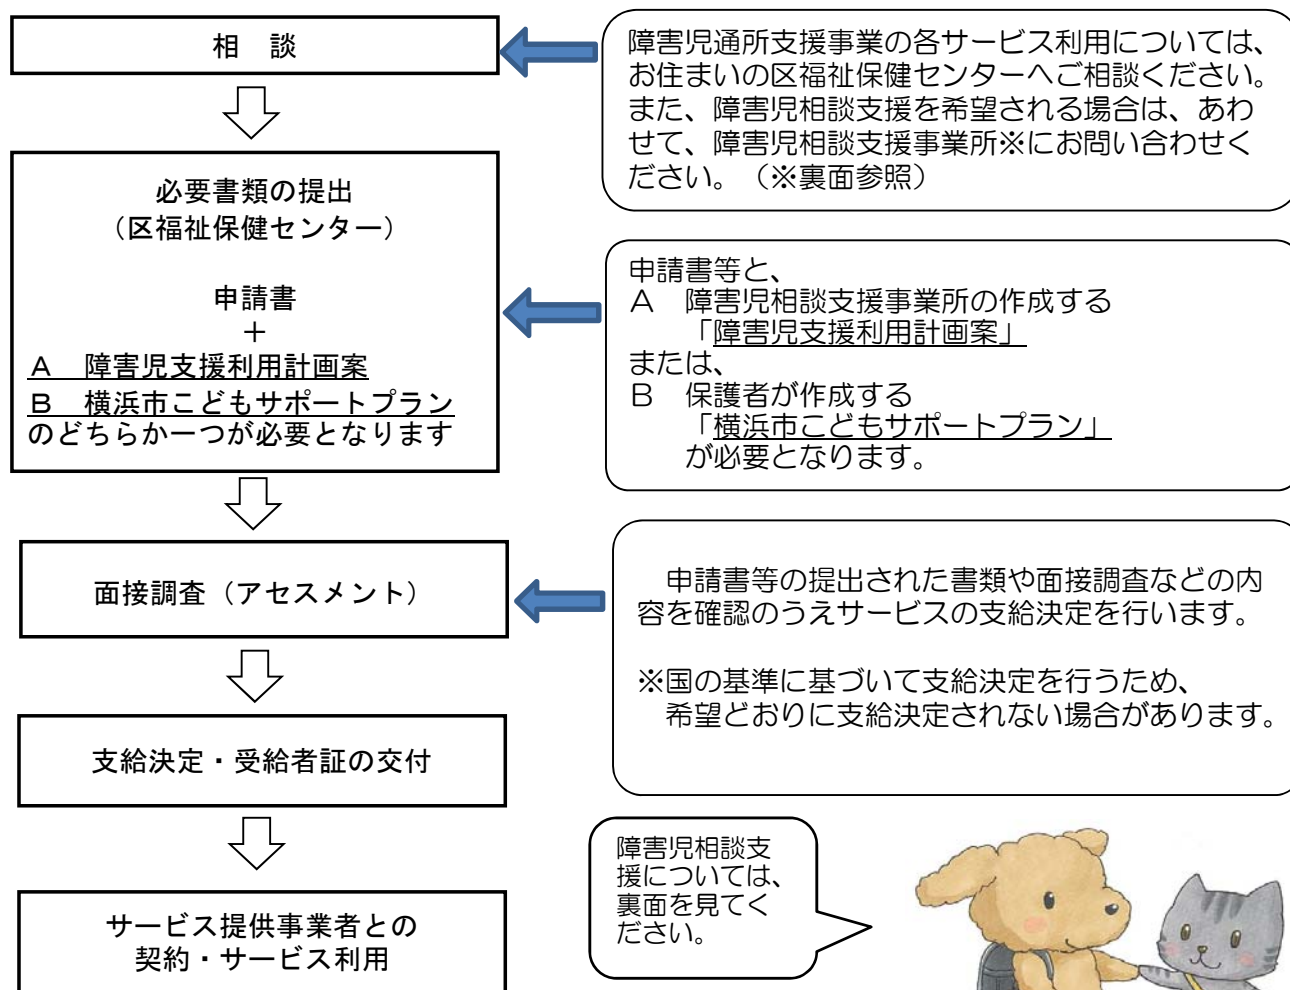 相　談
障害児通所支援事業の各サービス利用については、
お住まいの区福祉保健センターへご相談ください。
また、障害児相談支援を希望される場合は、あわ
せて、障害児相談支援事業所※にお問い合わせく
ださい。（※裏面参照）
必要書類の提出
（区福祉保健センター）
申請書
＋
Ａ　障害児支援利用計画案
Ｂ　横浜市こどもサポートプラン
のどちらか一つが必要となります
申請書等と、
Ａ　障害児相談支援事業所の作成する
「障害児支援利用計画案」
または、
Ｂ　保護者が作成する
「横浜市こどもサポートプラン」
が必要となります。
面接調査（アセスメント）
申請書等の提出された書類や面接調査などの内
容を確認のうえサービスの支給決定を行います。
※国の基準に基づいて支給決定を行うため、
希望どおりに支給決定されない場合があります。
支給決定・受給者証の交付
サービス提供事業者との
契約・サービス利用
障害児相談支
援については、
裏面を見てく
ださい。